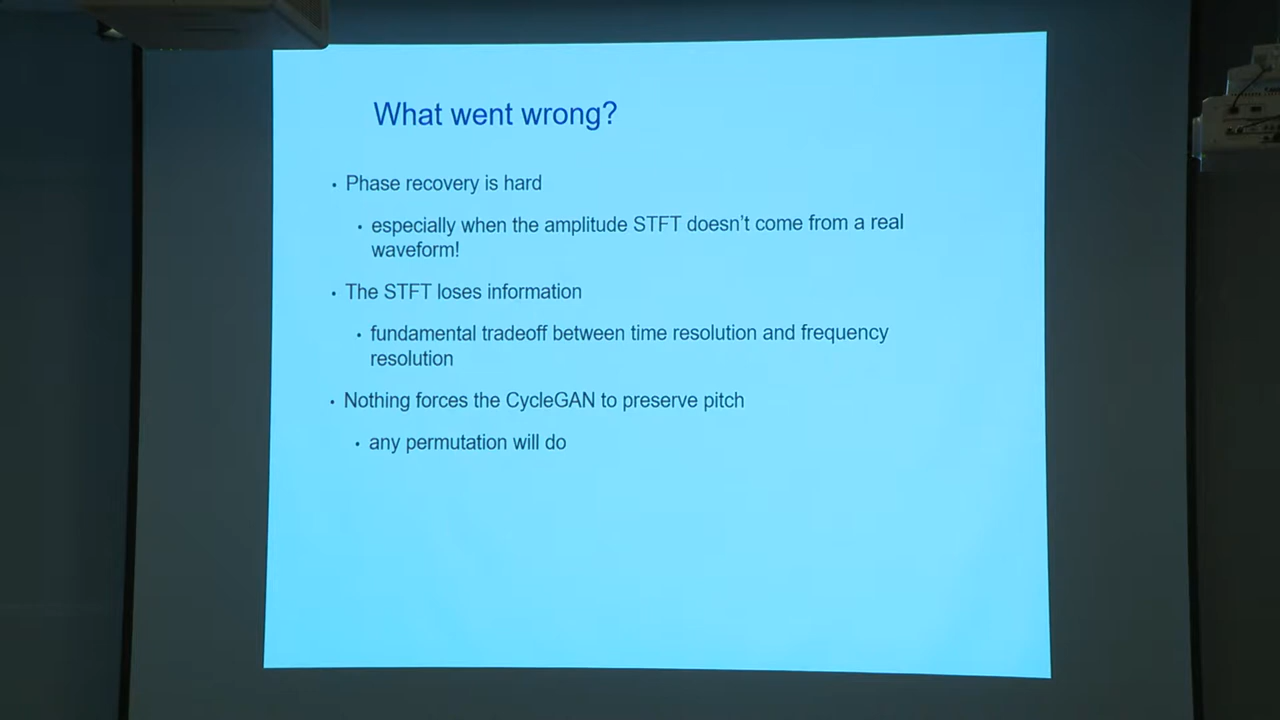 What went wrong?
• Phase recovery is hard
• especially when the amplitude STFT doesn't come from a real
waveform!
• The STFT loses information
• fundamental tradeoff between time resolution and frequency
resolution
• Nothing forces the CycleGAN to preserve pitch
• any permutation will do